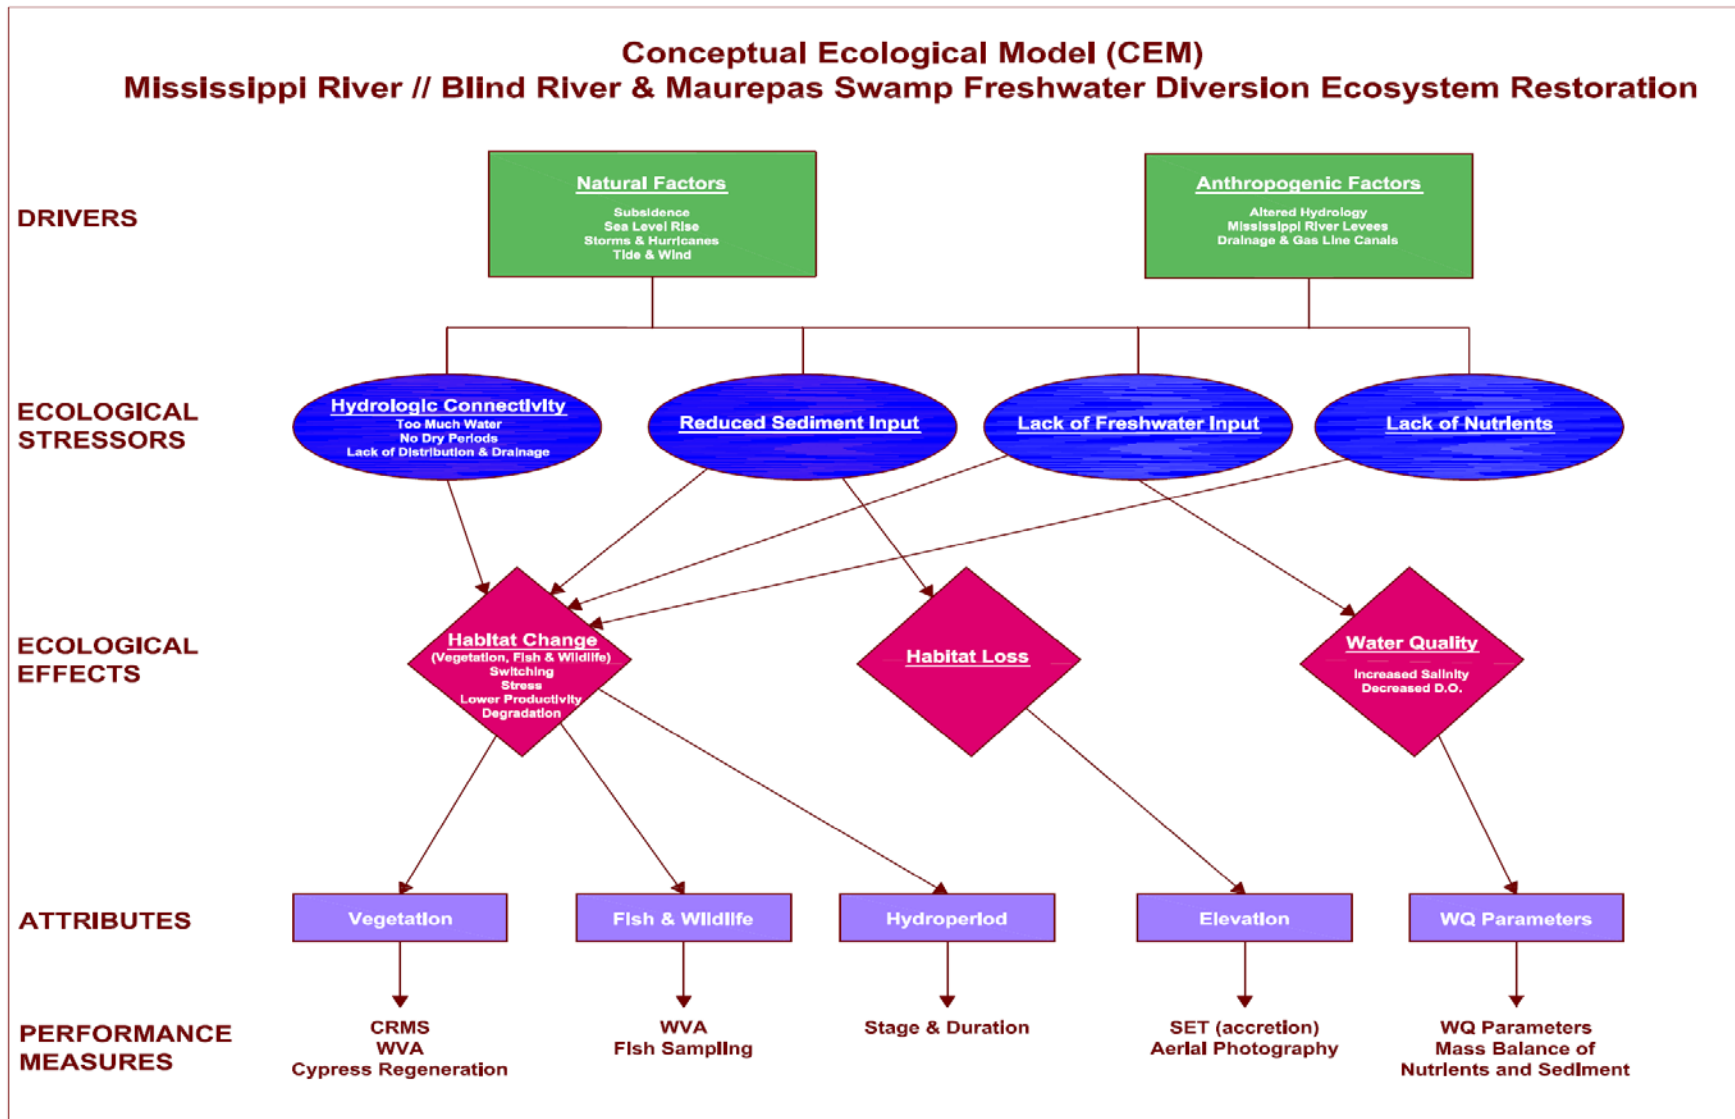 Conceptual Ecological Model (CEM)
Mississippi River // Blind River & Maurepas Swamp Freshwater Diversion Ecosystem Restoration
DRIVERS
Natural Factors
Subsidence
Sea Level Rise
Storms & Hurricanes
Tide & Wind
Anthropogenic Factors
Altered Hydrology
Mississippi River Levees
Drainage & Gas Line Canals
ECOLOGICAL
STRESSORS
Hydrologic Connectivity
Too Much Water
No Dry Periods
Lack of Distribution & Drainage
Reduced Sediment Input
Lack of Freshwater Input
Lack of Nutrients
ECOLOGICAL
EFFECTS
Habitat Change
(Vegetation, Fish & Wildlife)
Switching
Stress
Lower Productivity
Degradation
Habitat Loss
Water Quality
Increased Salinity
Decreased D.O.
ATTRIBUTES
Vegetation
Fish & Wildlife
Hydroperiod
Elevation
WQ Parameters
PERFORMANCE
MEASURES
CRMS
WVA
Cypress Regeneration
WVA
Fish Sampling
Stage & Duration
SET (accretion)
Aerial Photography
WQ Parameters
Mass Balance of
Nutrients and Sediment